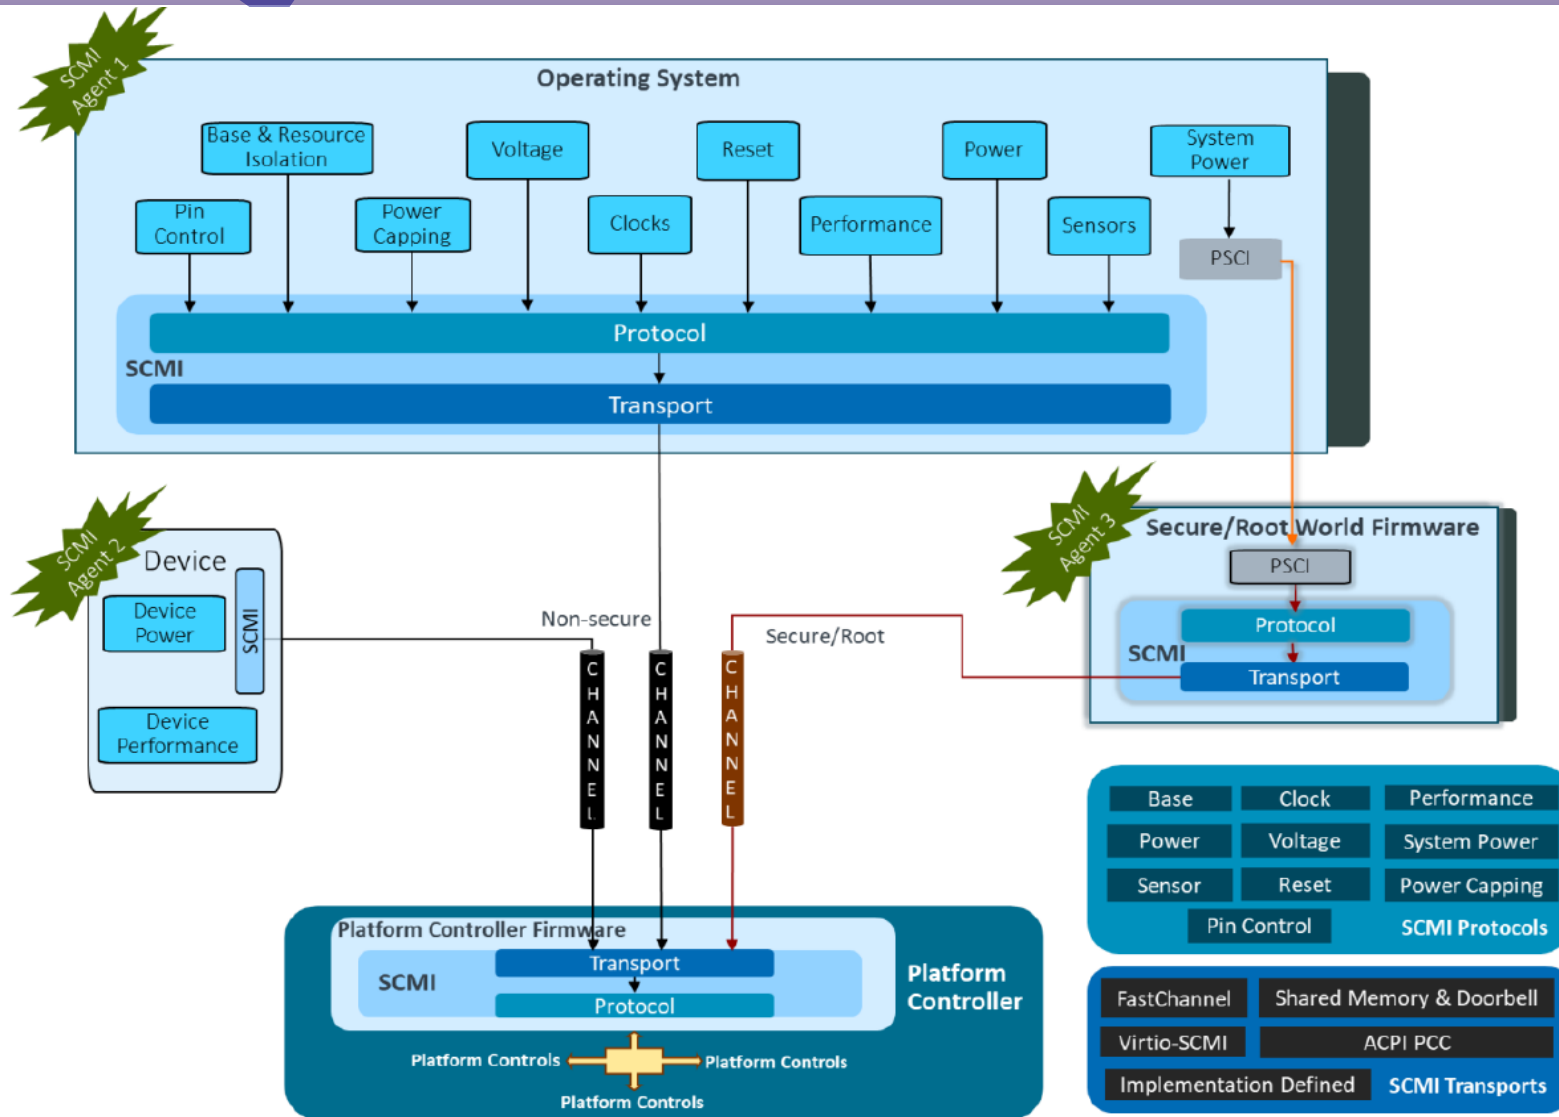 SCMI
Agent 1
Operating System
Base & Resource
Isolation
Voltage
Reset
Power
System
Power
Pin
Control
Power
Capping
Clocks
Performance
Sensors
PSCI
Protocol
SCMI
Transport
SCMI
Agent 2
Device
Device
Power
SCMI
Device
Performance
Non-secure
Secure/Root
CHANNEL
CHANNEL
CHANNEL
SCMI
Agent 3
Secure/Root World Firmware
PSCI
Protocol
SCMI
Transport
Platform Controller Firmware
Transport
SCMI
Protocol
Platform
Controller
Platform Controls
Platform Controls
Platform Controls
Base
Clock
Performance
Power
Voltage
System Power
Sensor
Reset
Power Capping
Pin Control
SCMI Protocols
FastChannel
Shared Memory & Doorbell
Virtio-SCMI
ACPI PCC
Implementation Defined
SCMI Transports